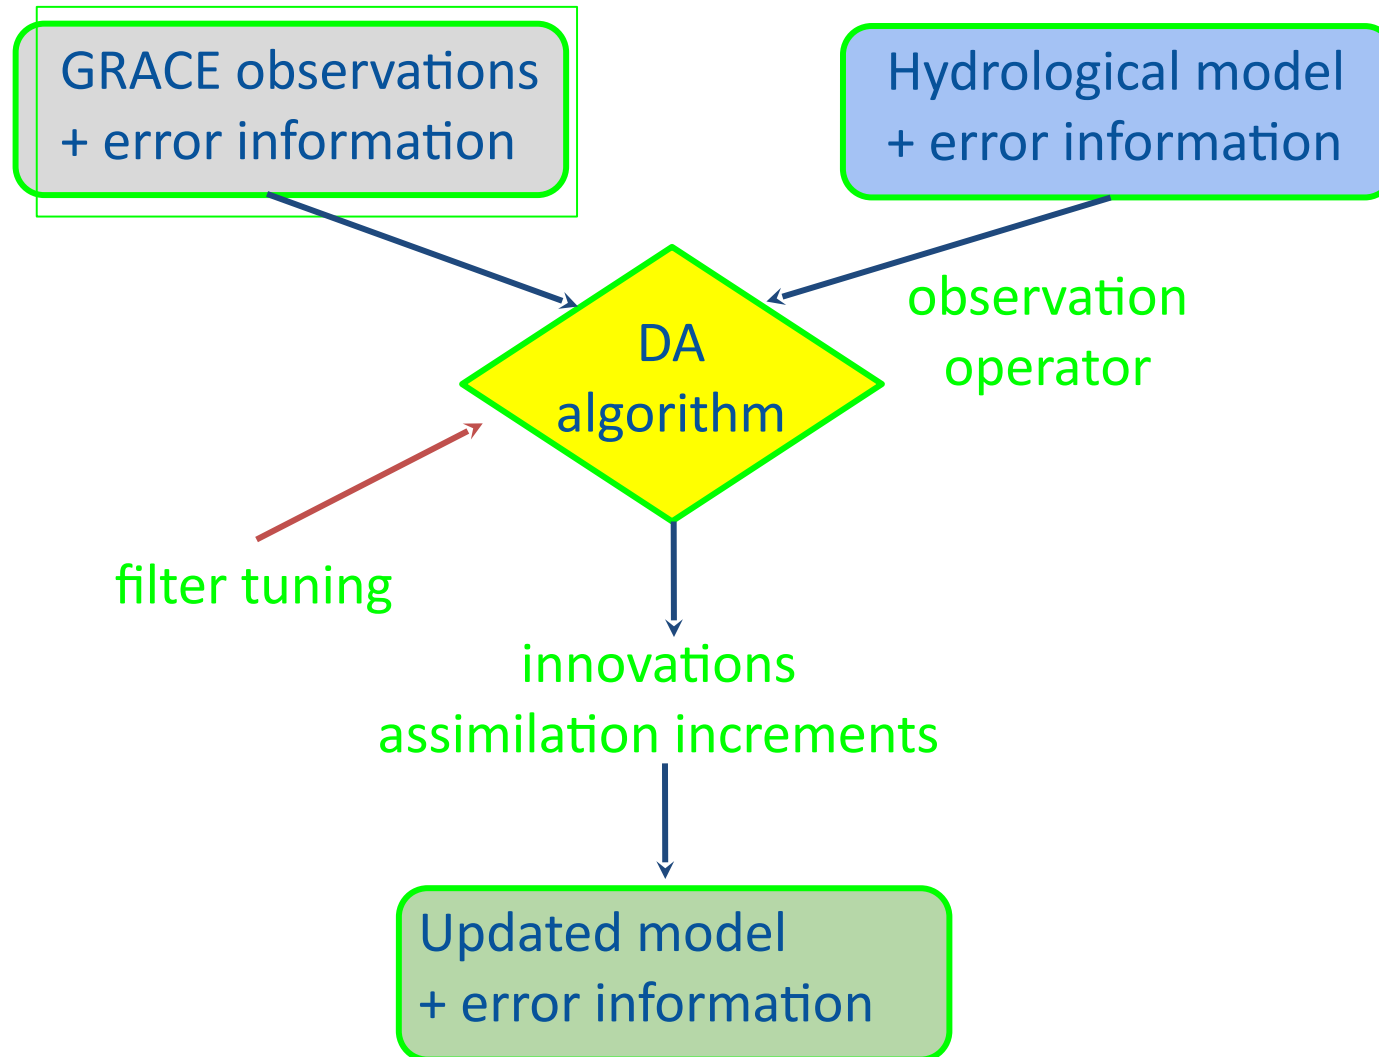 GRACE observations
+ error information
Hydrological model
+ error information
observation
operator
DA
algorithm
filter tuning
innovations
assimilation increments
Updated model
+ error information